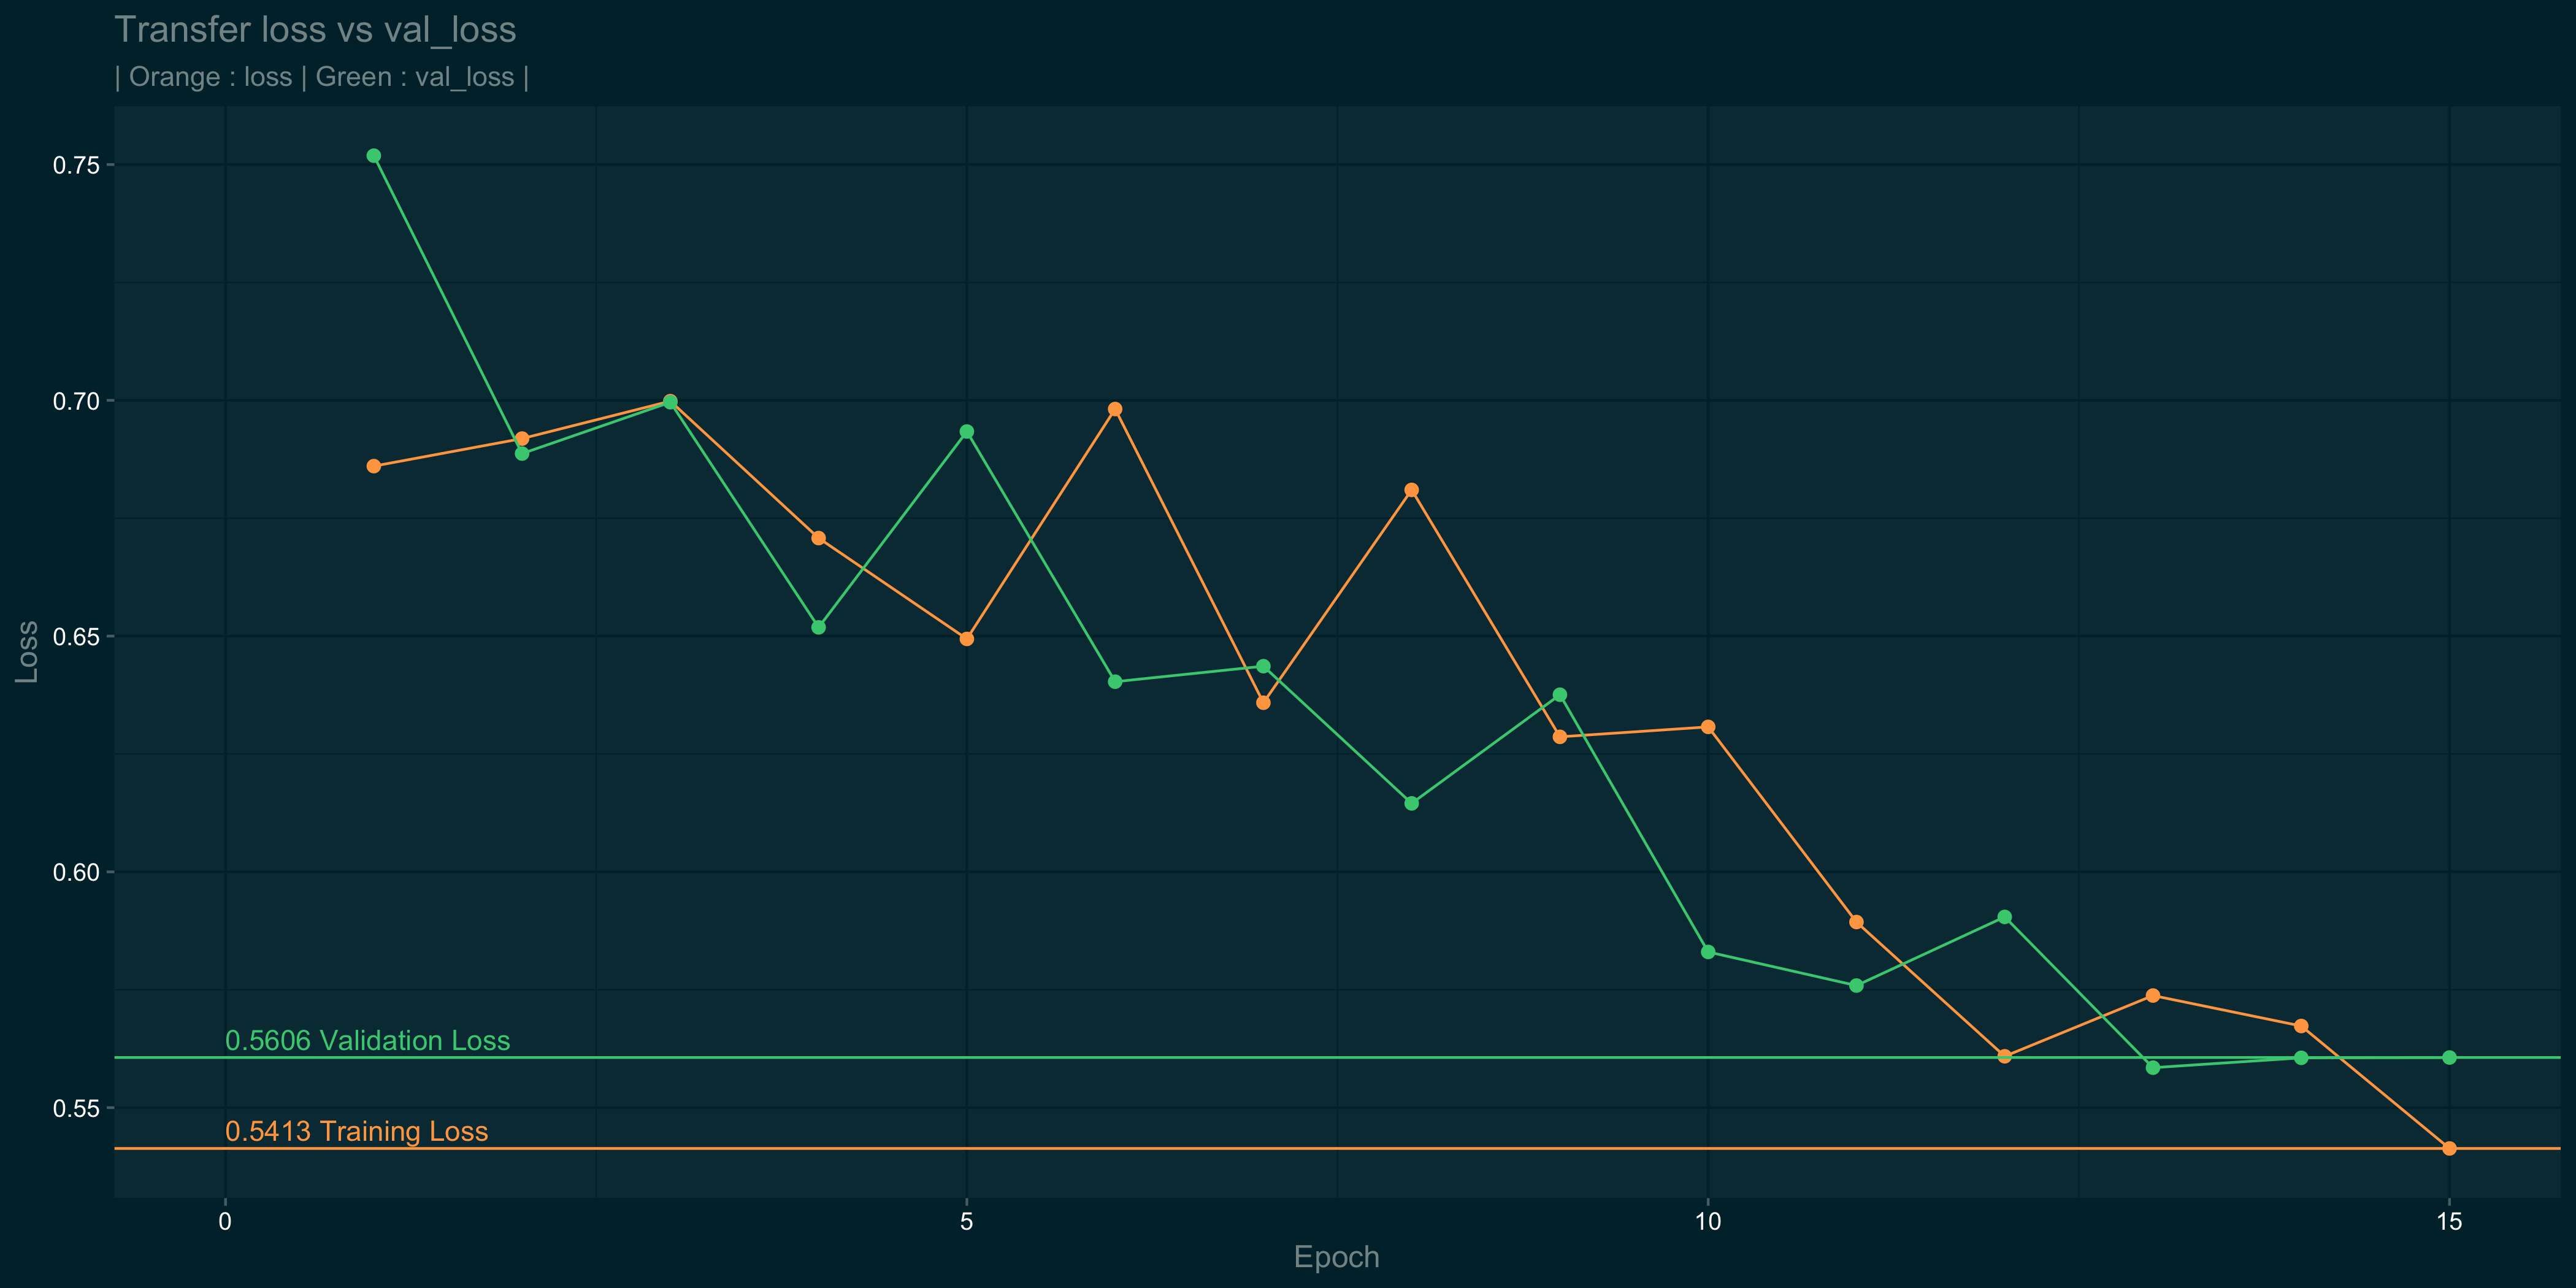 Transfer loss vs val_loss
| Orange : loss | Green : val_loss |
Loss
0.75
0.70
0.65
0.60
0.55
0.5606 Validation Loss
0.5413 Training Loss
0
5
10
15
Epoch